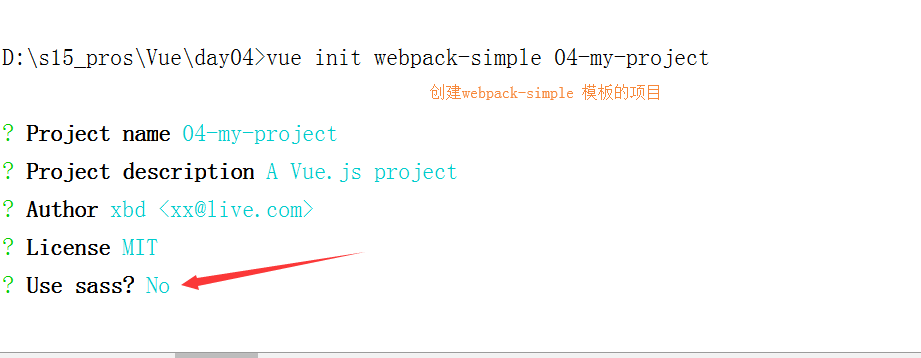 D:\s15_pros\Vue\day04>vue init webpack-simple 04-my-project
创建webpack-simple 模板的项目
? Project name 04-my-project
? Project description A Vue.js project
? Author xbd <xx@live.com>
? License MIT
? Use sass? No